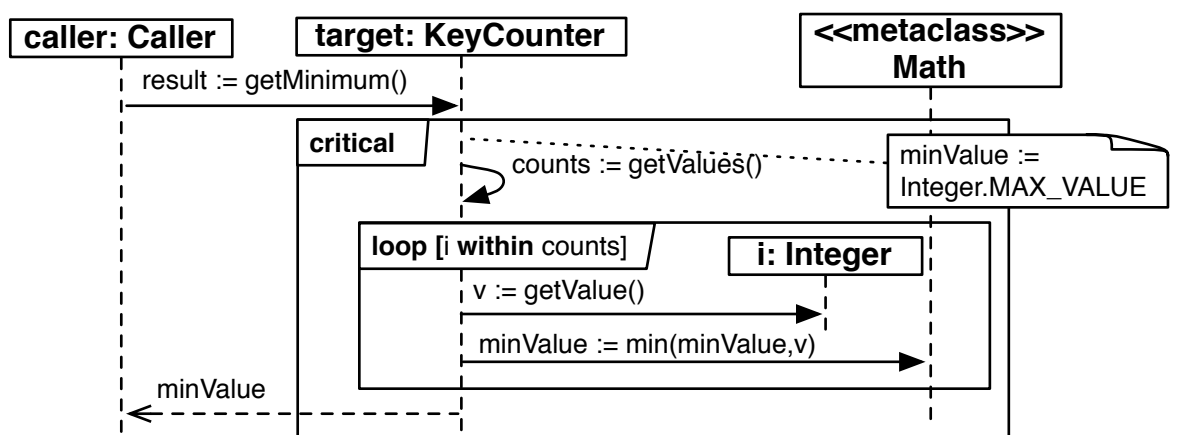 caller: Caller
target: KeyCounter
<<metaclass>>
Math
result := getMinimum()
critical
minValue :=
Integer.MAX_VALUE
counts := getValues()
loop [i within counts]
i: Integer
v := getValue()
minValue := min(minValue,v)
minValue